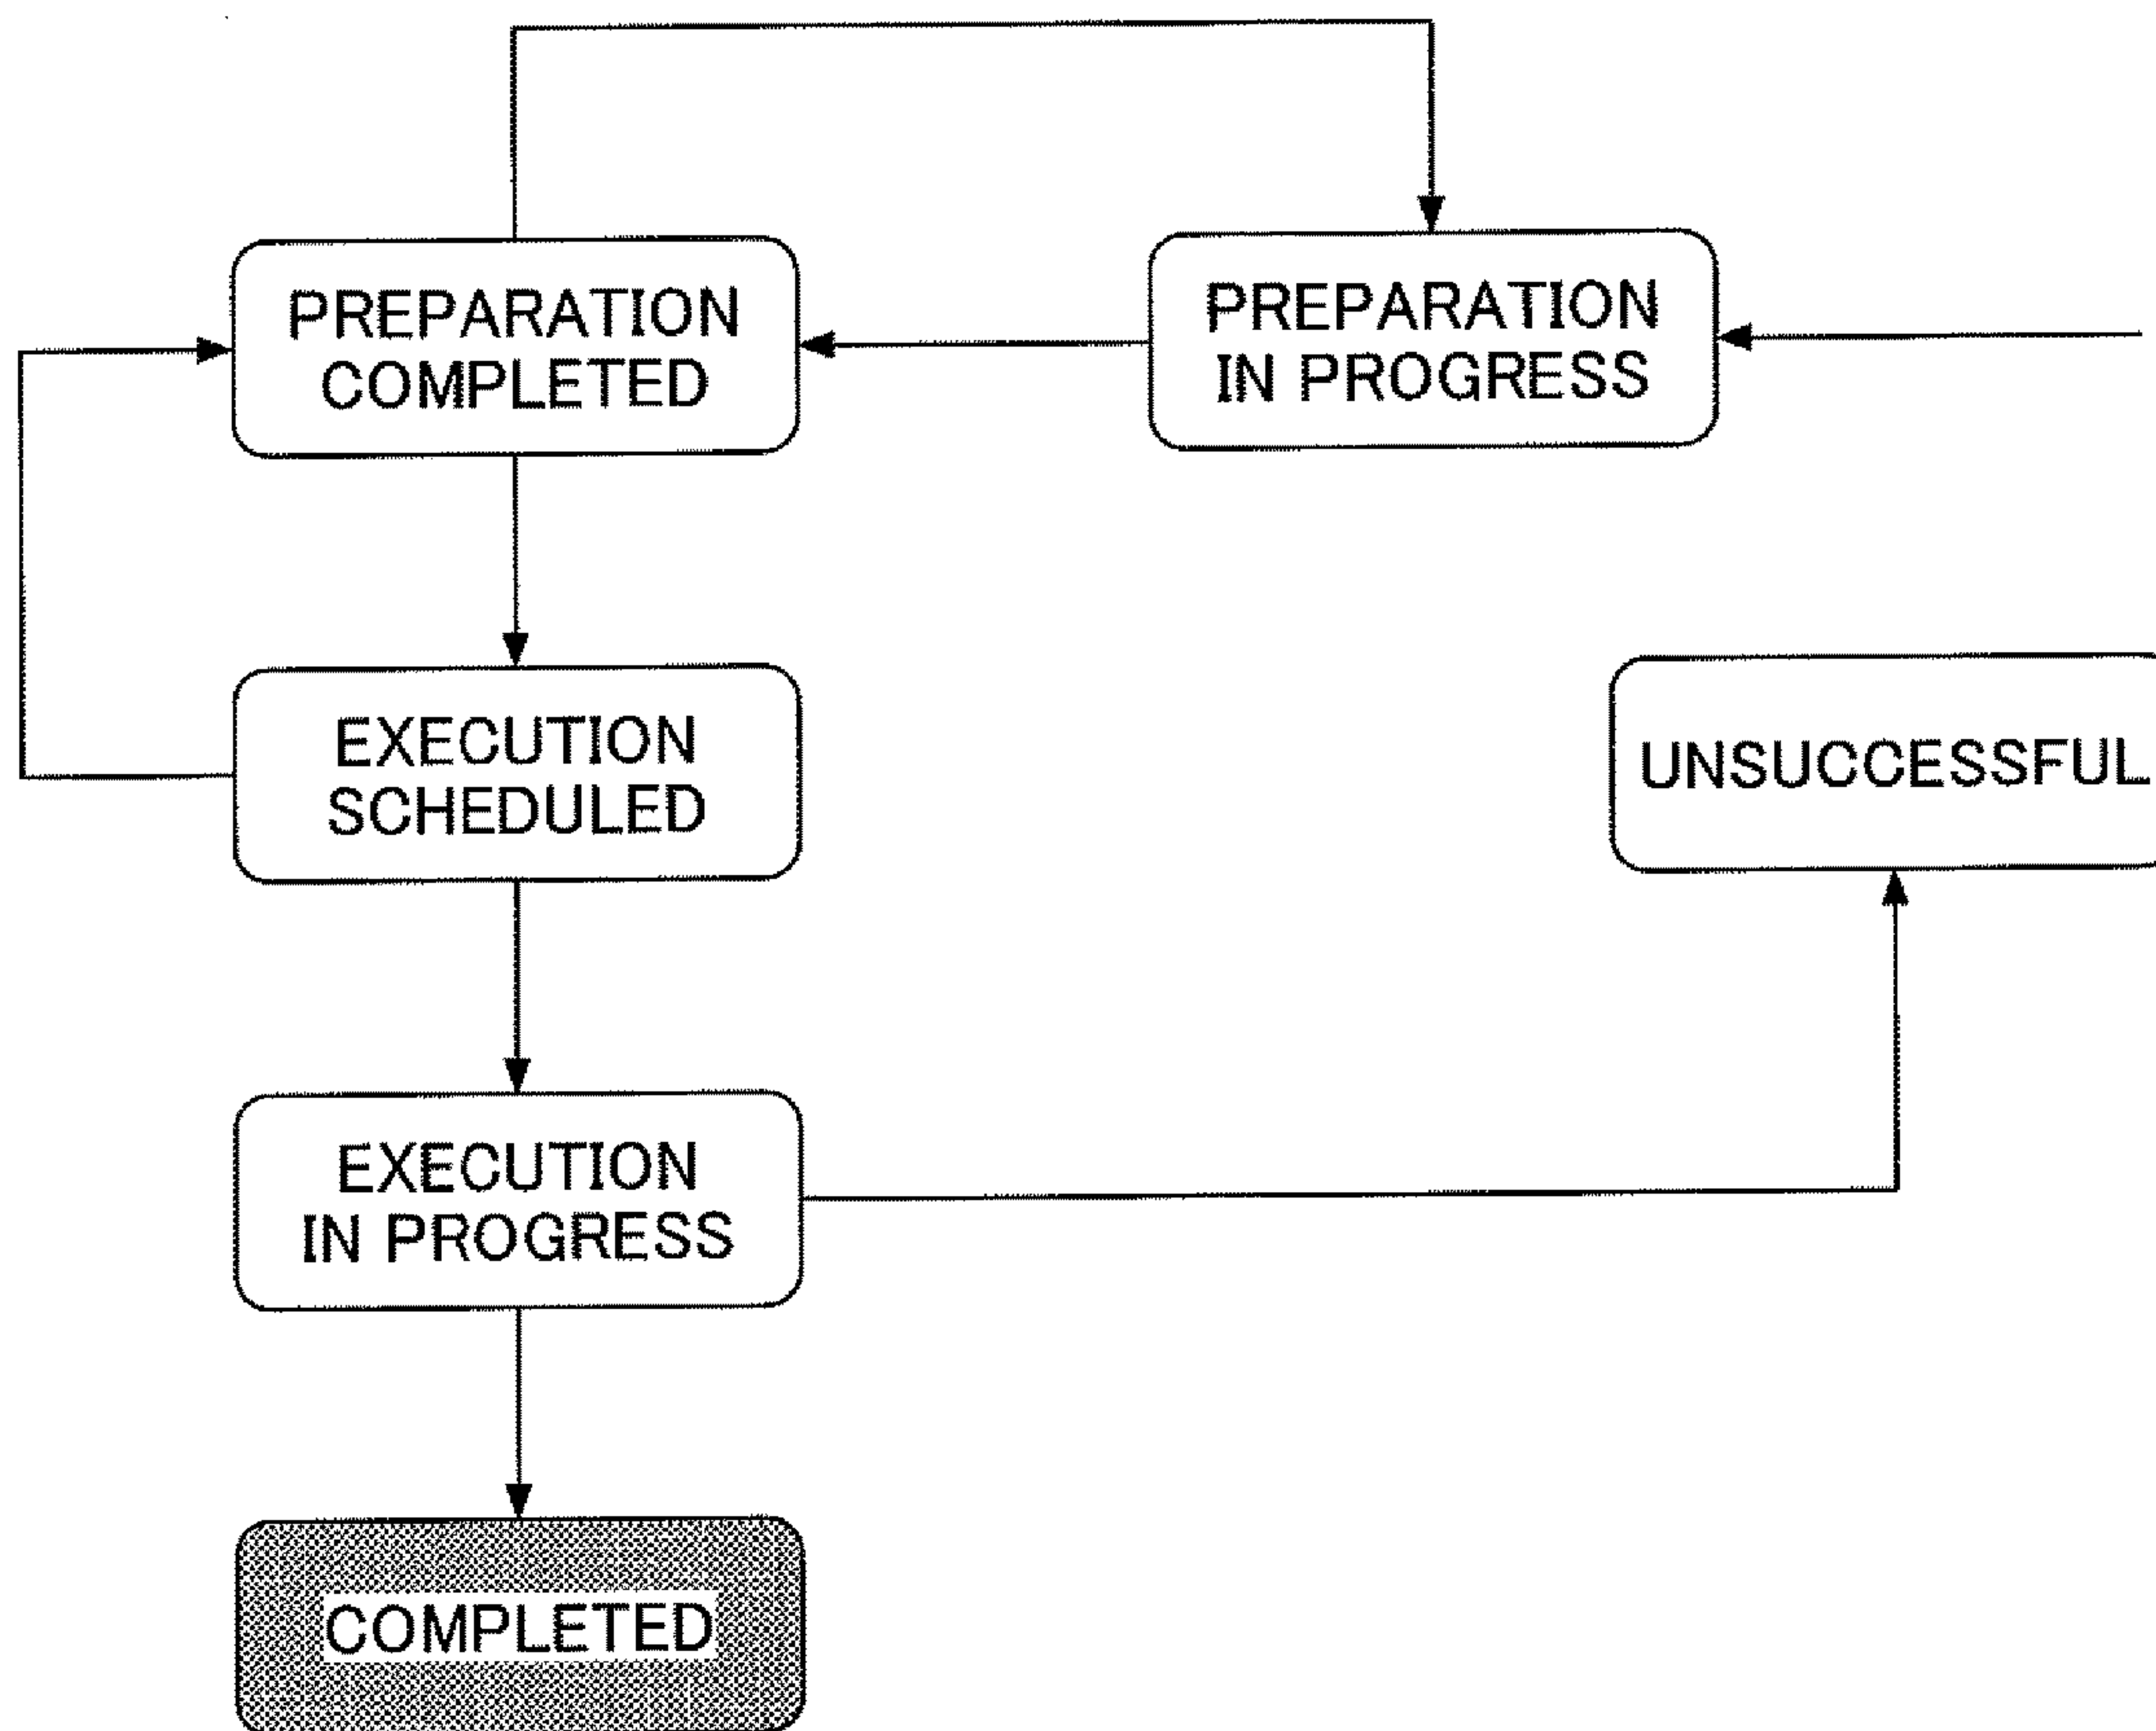 PREPARATION
COMPLETED
PREPARATION
IN PROGRESS
EXECUTION
SCHEDULED
UNSUCCESSFUL
EXECUTION
IN PROGRESS
COMPLETED